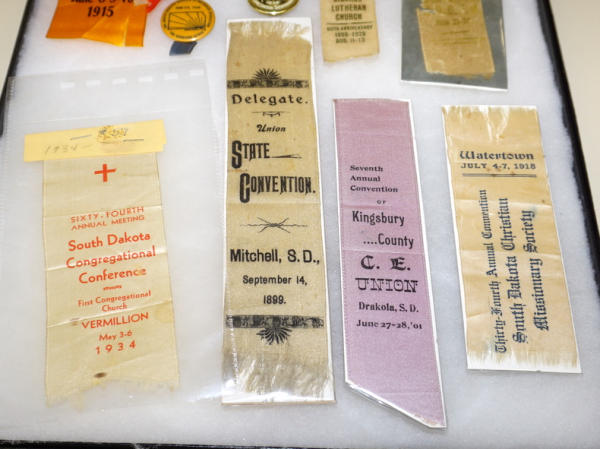 1915
LUTHERAN
CHURCH
1934 -
SIXTY-FOURTH
ANNUAL MEETING
South Dakota
Congregational
Conference
First Congregational
Church
VERMILLION
May 3-6
1934
Delegate.
Union
STATE
CONVENTION.
Mitchell, S.D.,
September 14,
1899.
Seventh
Annual
Convention
OF
Kingsbury
....County
C. E.
UNION
Drakola, S.D.
June 27-28, '01
Watertown
JULY 4-7, 1918
Thirty-Fourth Annual Convention
South Dakota Christian
Missionary Society